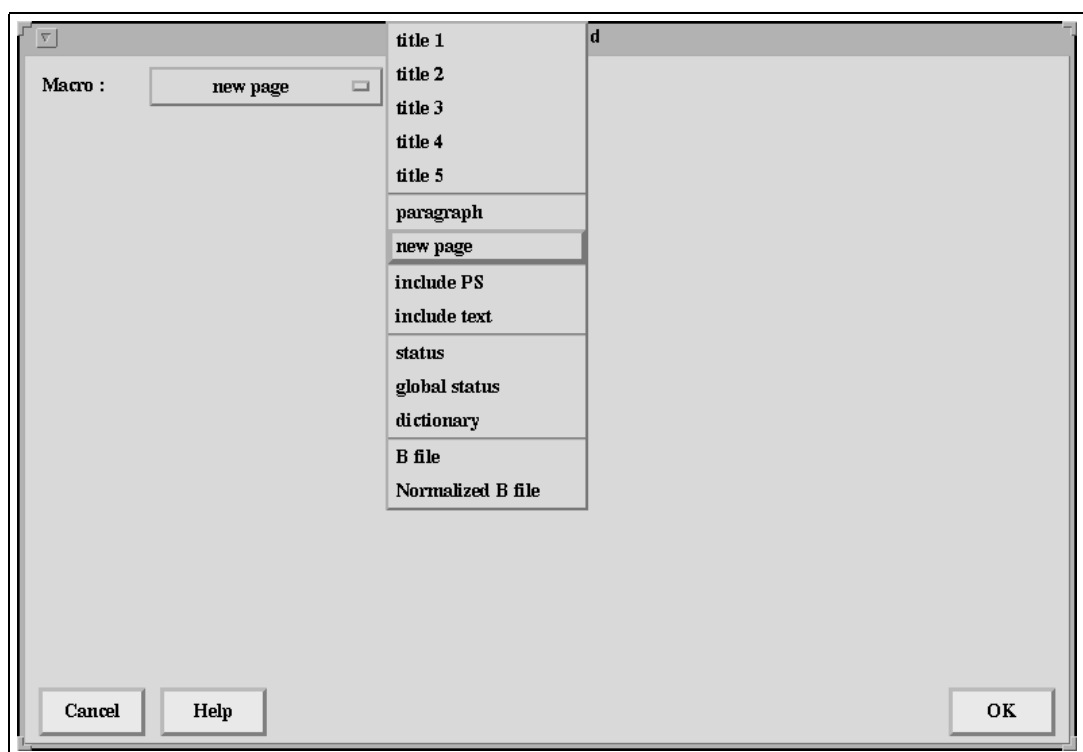 d
Macro :
new page
title 1
title 2
title 3
title 4
title 5
paragraph
new page
include PS
include text
status
global status
dictionary
B file
Normalized B file
Cancel
Help
OK